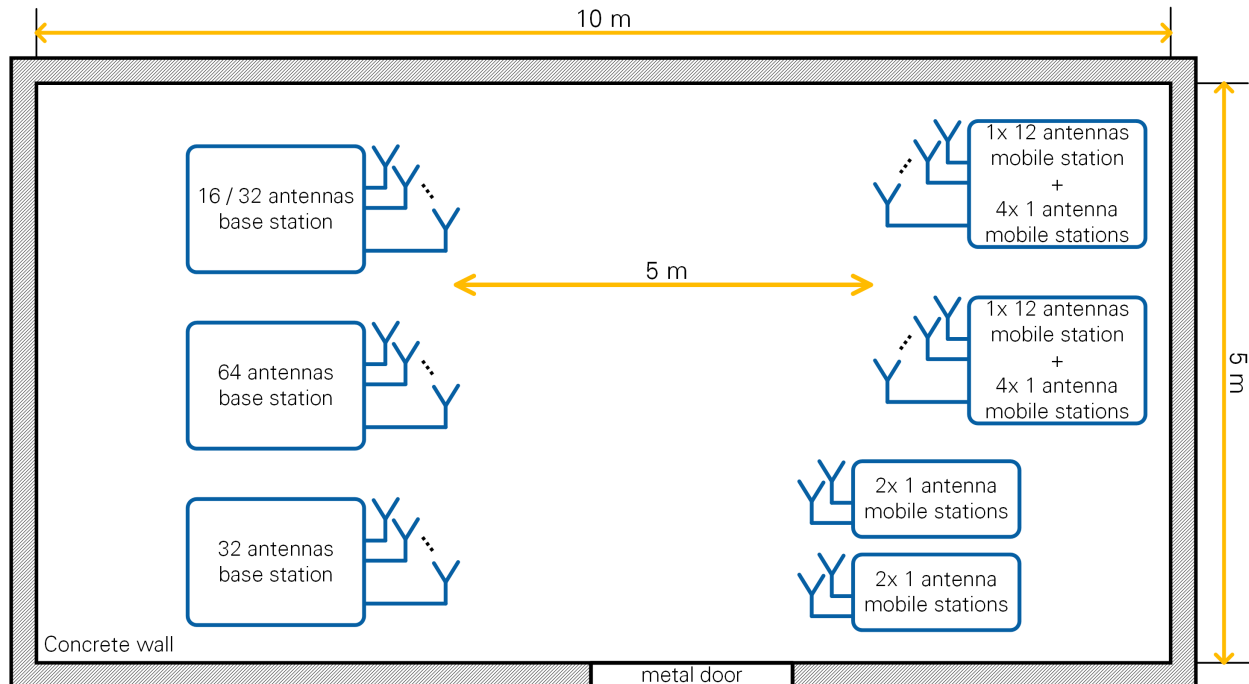 10 m
16 / 32 antennas
base station
1x 12 antennas
mobile station
+
4x 1 antenna
mobile stations
5 m
64 antennas
base station
1x 12 antennas
mobile station
+
4x 1 antenna
mobile stations
5 m
32 antennas
base station
2x 1 antenna
mobile stations
2x 1 antenna
mobile stations
Concrete wall
metal door